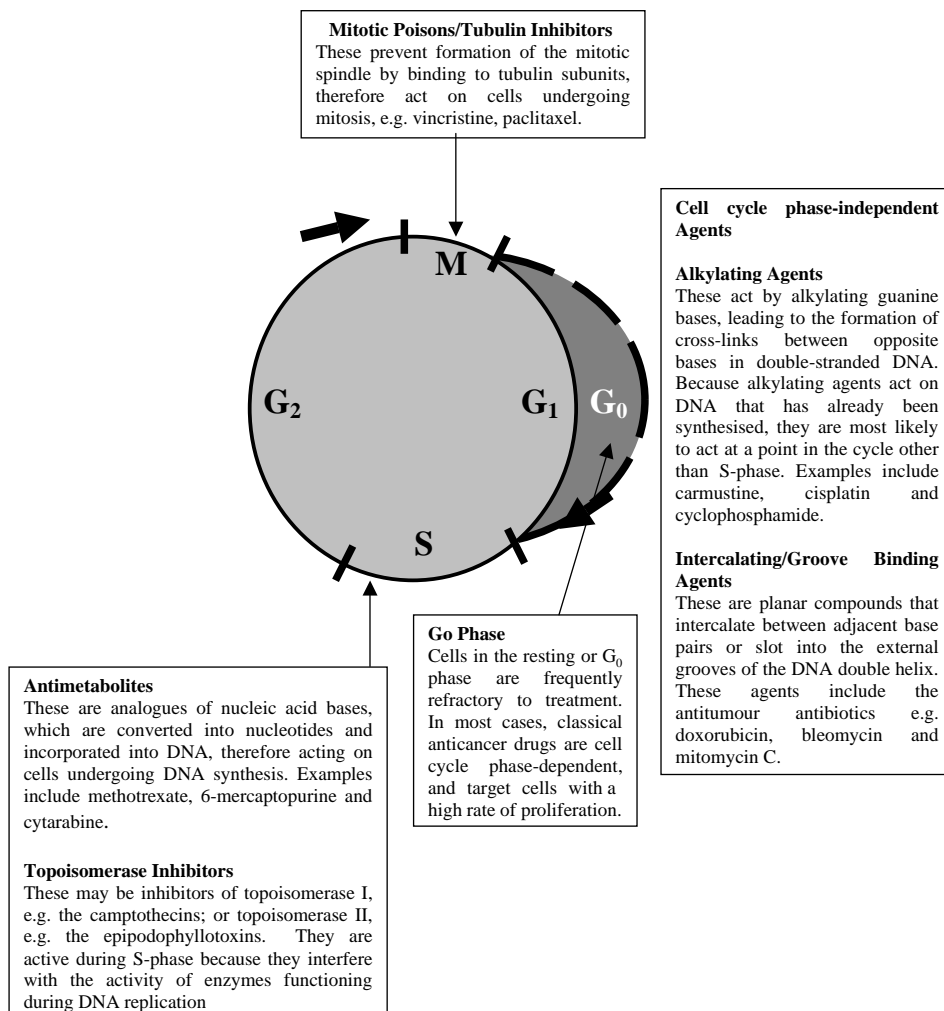 Mitotic Poisons/Tubulin Inhibitors
These prevent formation of the mitotic
spindle by binding to tubulin subunits,
therefore act on cells undergoing
mitosis, e.g. vincristine, paclitaxel.
Cell cycle phase-independent
Agents
Alkylating Agents
These act by alkylating guanine
bases, leading to the formation of
cross-links between opposite
bases in double-stranded DNA.
Because alkylating agents act on
DNA that has already been
synthesised, they are most likely
to act at a point in the cycle other
than S-phase. Examples include
carmustine, cisplatin and
cyclophosphamide.
Intercalating/Groove Binding
Agents
These are planar compounds that
intercalate between adjacent base
pairs or slot into the external
grooves of the DNA double helix.
These agents include the
antitumour antibiotics e.g.
doxorubicin, bleomycin and
mitomycin C.
M
G₂
G₁
G₀
S
Go Phase
Cells in the resting or G₀
phase are frequently
refractory to treatment.
In most cases, classical
anticancer drugs are cell
cycle phase-dependent,
and target cells with a
high rate of proliferation.
Antimetabolites
These are analogues of nucleic acid bases,
which are converted into nucleotides and
incorporated into DNA, therefore acting on
cells undergoing DNA synthesis. Examples
include methotrexate, 6-mercaptopurine and
cytarabine.
Topoisomerase Inhibitors
These may be inhibitors of topoisomerase I,
e.g. the camptothecins; or topoisomerase II,
e.g. the epipodophyllotoxins. They are
active during S-phase because they interfere
with the activity of enzymes functioning
during DNA replication